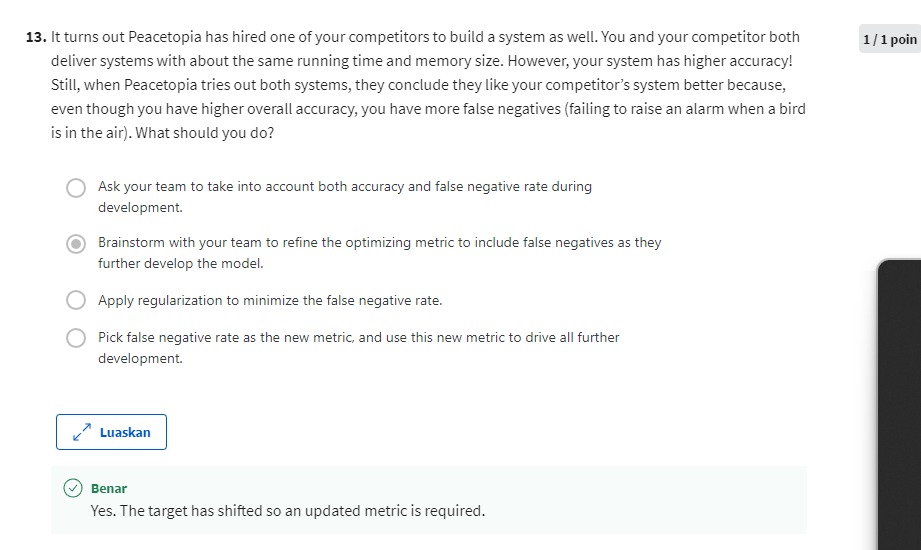 13. It turns out Peacetopia has hired one of your competitors to build a system as well. You and your competitor both
1 / 1 poin
deliver systems with about the same running time and memory size. However, your system has higher accuracy!
Still, when Peacetopia tries out both systems, they conclude they like your competitor's system better because,
even though you have higher overall accuracy, you have more false negatives (failing to raise an alarm when a bird
is in the air). What should you do?
Ask your team to take into account both accuracy and false negative rate during
development.
Brainstorm with your team to refine the optimizing metric to include false negatives as they
further develop the model.
Apply regularization to minimize the false negative rate.
Pick false negative rate as the new metric, and use this new metric to drive all further
development.
Luaskan
Benar
Yes. The target has shifted so an updated metric is required.